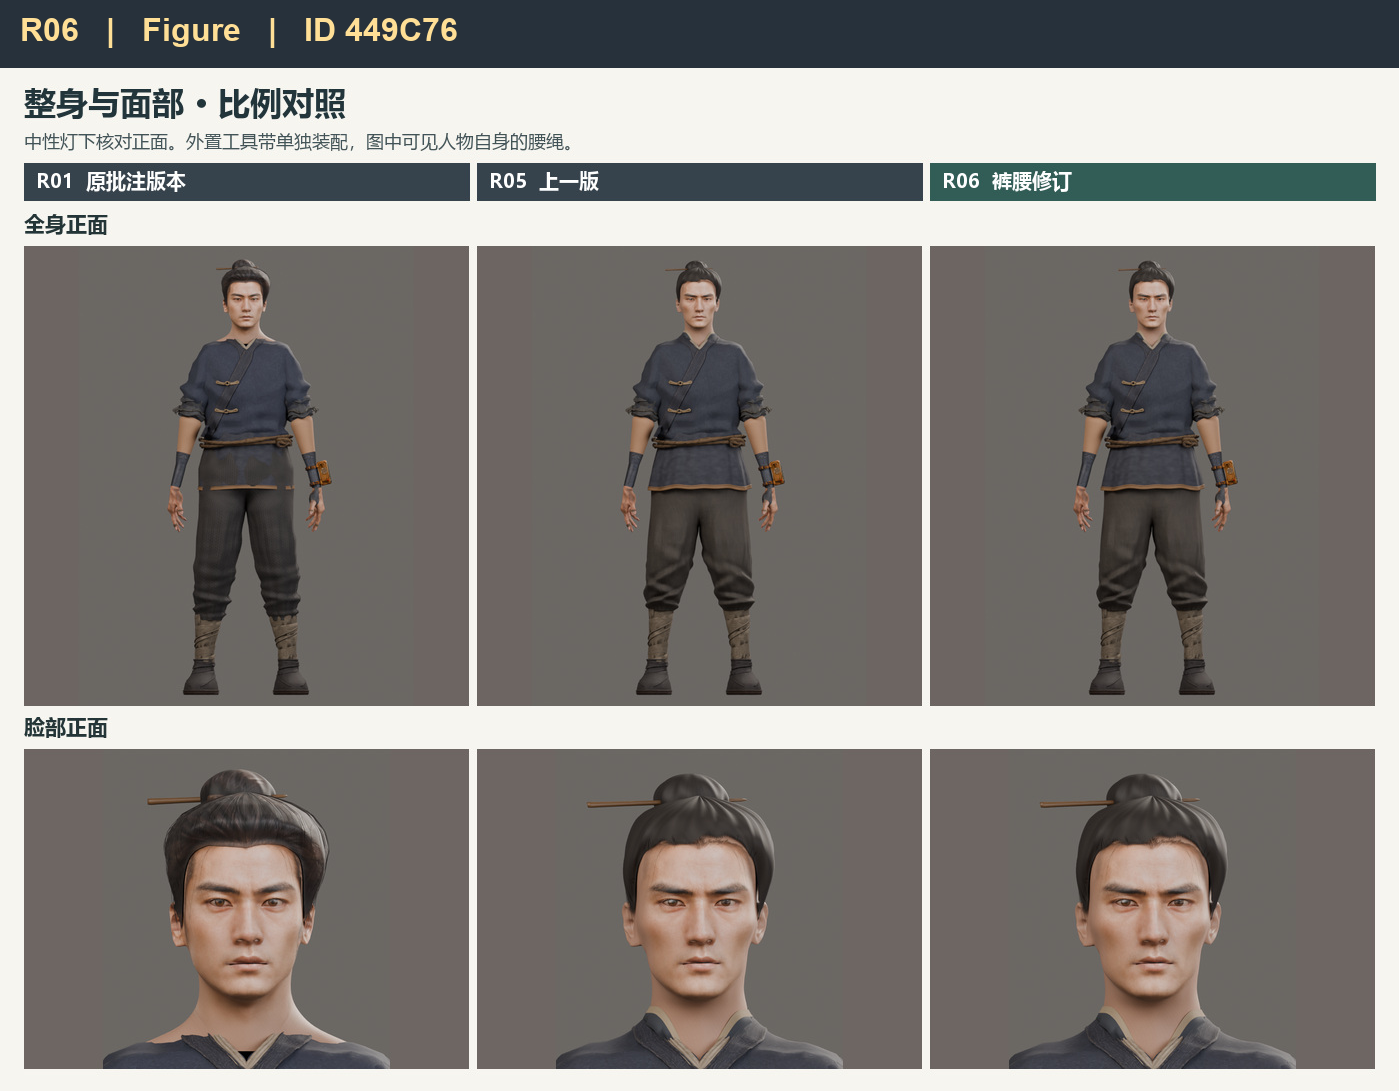 R06 | Figure | ID 449C76
整身与面部・比例对照
中性灯下核对正面。外置工具带单独装配，图中可见人物自身的腰绳。
R01 原批注版本
R05 上一版
R06 裤腰修订
全身正面
脸部正面